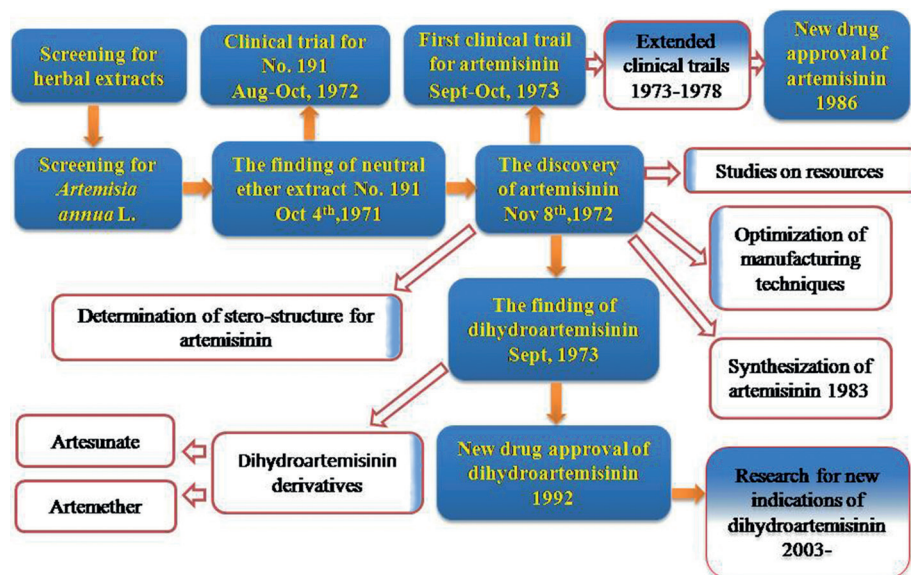 Screening for
herbal extracts
Clinical trial for
No. 191
Aug-Oct, 1972
First clinical trail
for artemisinin
Sept-Oct, 1973
Extended
clinical trails
1973-1978
New drug
approval of
artemisinin
1986
Screening for
Artemisia
annua L.
The finding of neutral
ether extract No. 191
Oct 4th,1971
The discovery
of artemisinin
Nov 8th,1972
Studies on resources
Optimization of
manufacturing
techniques
Determination of stero-structure for
artemisinin
The finding of
dihydroartemisinin
Sept, 1973
Synthesization of
artemisinin 1983
Artesunate
Artemether
Dihydroartemisinin
derivatives
New drug approval of
dihydroartemisinin
1992
Research for new
indications of
dihydroartemisinin
2003-